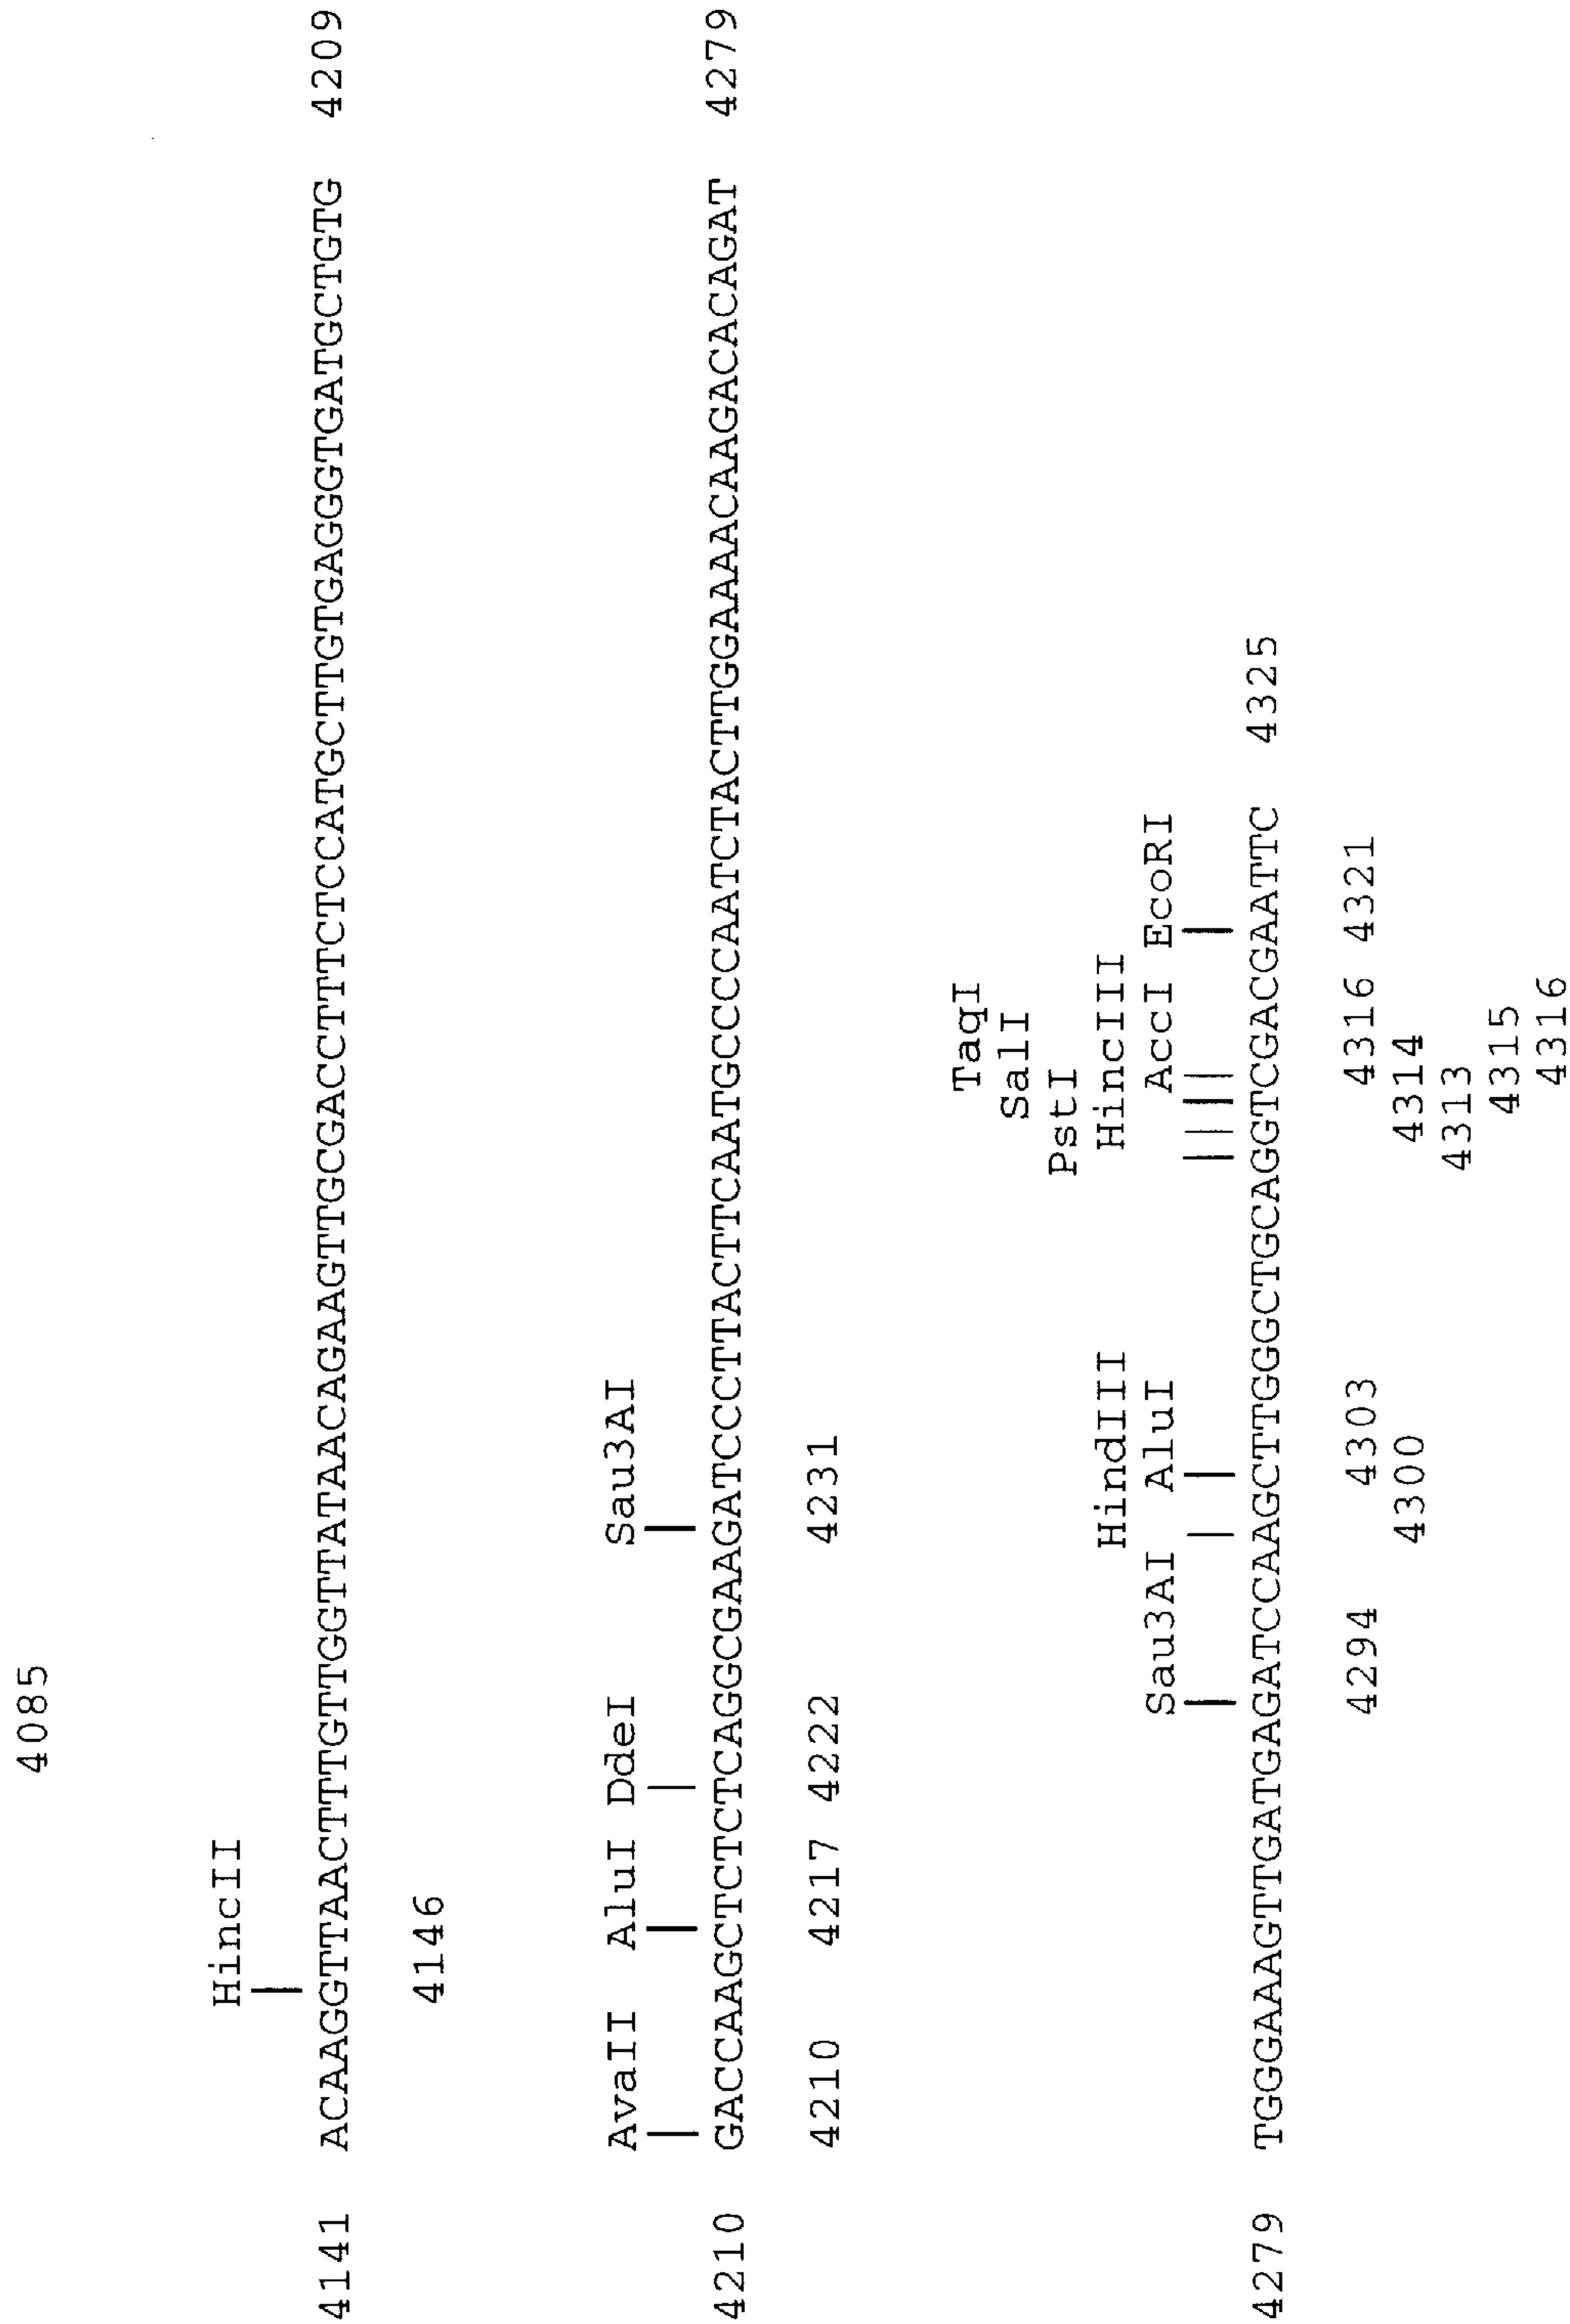 4085
HincII
4141 ACAAGGTTAACTTTGTTGGTTATAACAGAAGTTGCGACCTTTCTCCATGCTTGTGAGGGTGATGCTGTG 4209
4146
AvaII AluI DdeI Sau3AI
4210 GACCAAGCTCTCTCAGGCGAAGATCCCTTACTTCAATGCCCCAATCTACTTGGAAAACAAGACACAGAT 4279
4210 4217 4222 4231
TaqI
SalI
PstI
HindIII HincIII
Sau3AI AluI AccI EcoRI
4279 TGGGAAAGTTGATGAGATCCAAGCTTGGGCTGCAGGTCGACGAATTC 4325
4294 4303 4316 4321
4300 4314
4313
4315
4316